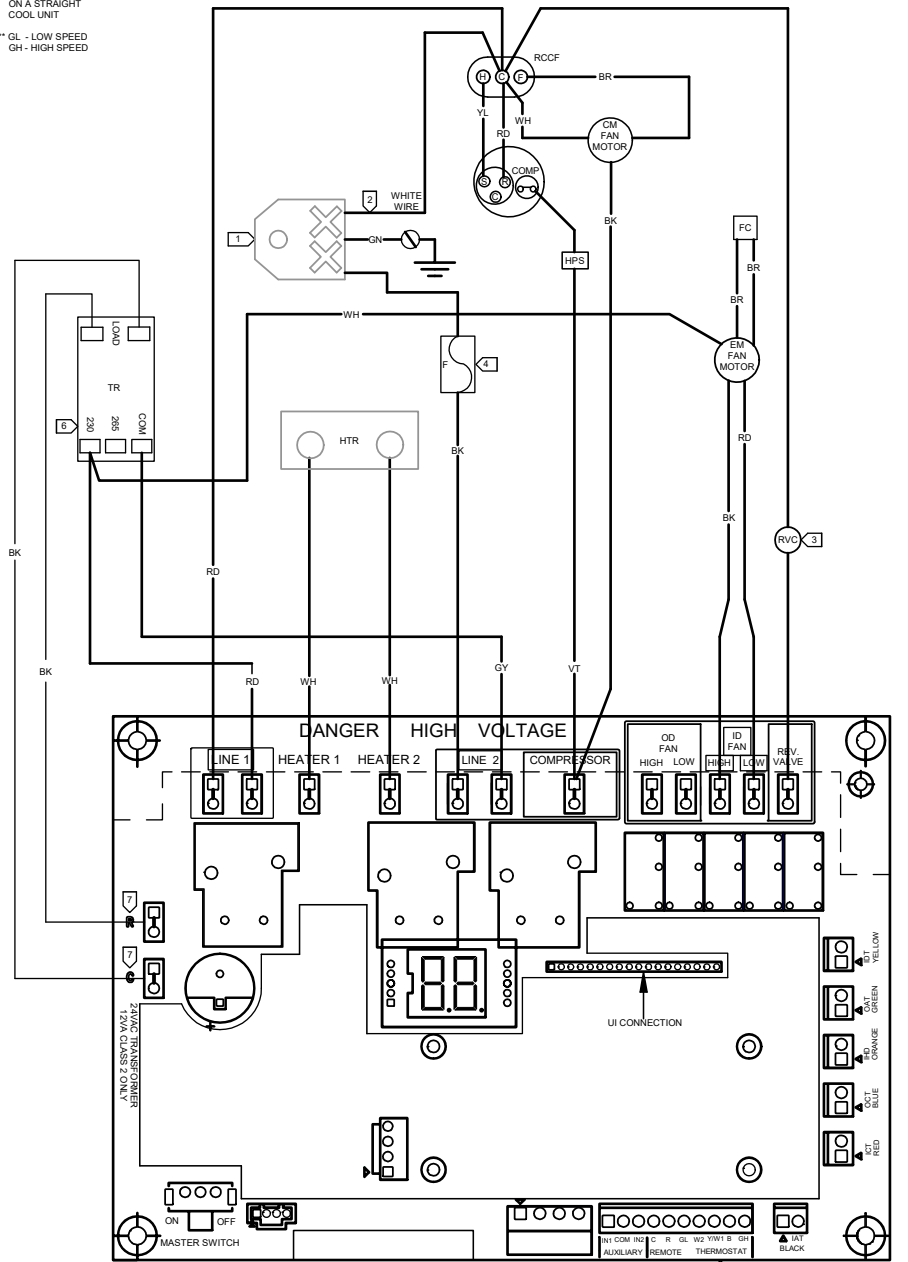 ON A STRAIGHT
COOL UNIT
** GL - LOW SPEED
GH - HIGH SPEED
RCCF
H C F
BR
YL
RD
WH
CM
FAN
MOTOR
COMP
S R
C
2
WHITE
WIRE
1
GN
BK
FC
HPS
BR
BR
WH
LOAD
TR
230
265
COM
6
F
4
EM
FAN
MOTOR
HTR
BK
RD
BK
BK
RVC
3
RD
BK
RD
WH
WH
GY
VT
DANGER HIGH VOLTAGE
LINE 1
HEATER 1
HEATER 2
LINE 2
COMPRESSOR
OD
FAN
HIGH LOW
ID
FAN
HIGH LOW
REV.
VALVE
7
R
7
C
88
UI CONNECTION
24VAC TRANSFORMER
12VA CLASS 2 ONLY
IDT
YELLOW
OAT
GREEN
IHD
ORANGE
OCT
BLUE
ICT
RED
ON OFF
MASTER SWITCH
IN1 COM IN2 C R GL W2 Y/W1 B GH
AUXILIARY REMOTE THERMOSTAT
IAT
BLACK